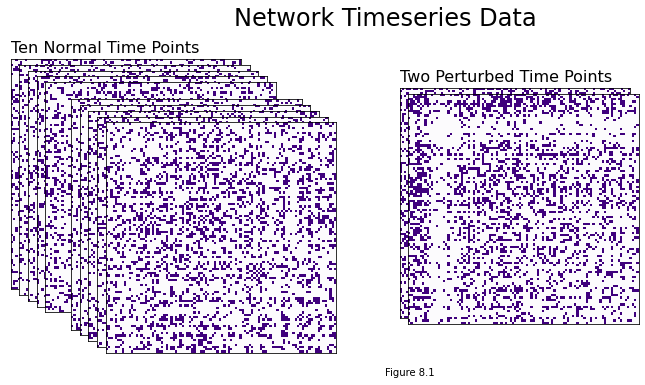 Network Timeseries Data
Ten Normal Time Points
Two Perturbed Time Points
Figure 8.1